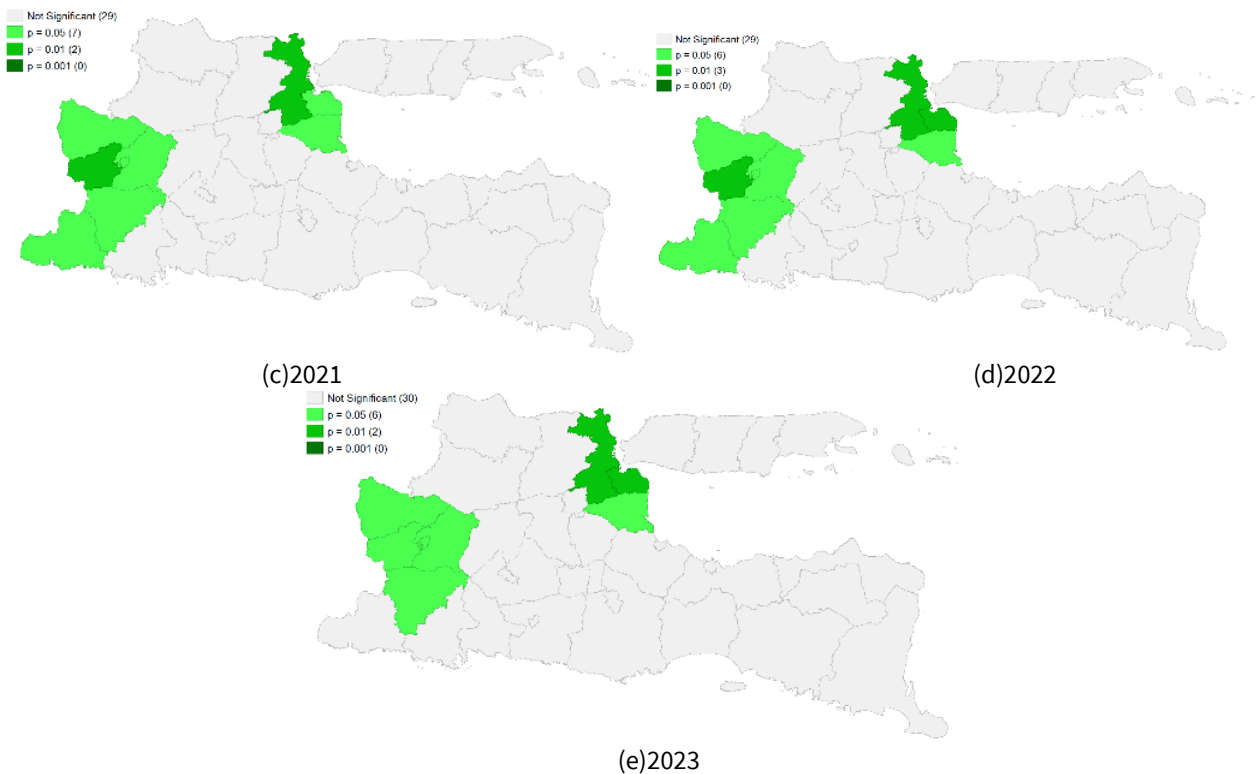 Not Significant (29)
p = 0.05 (7)
p = 0.01 (2)
p = 0.001 (0)
Not Significant (29)
p = 0.05 (6)
p = 0.01 (3)
p = 0.001 (0)
(c)2021
(d)2022
Not Significant (30)
p = 0.05 (6)
p = 0.01 (2)
p = 0.001 (0)
(e)2023